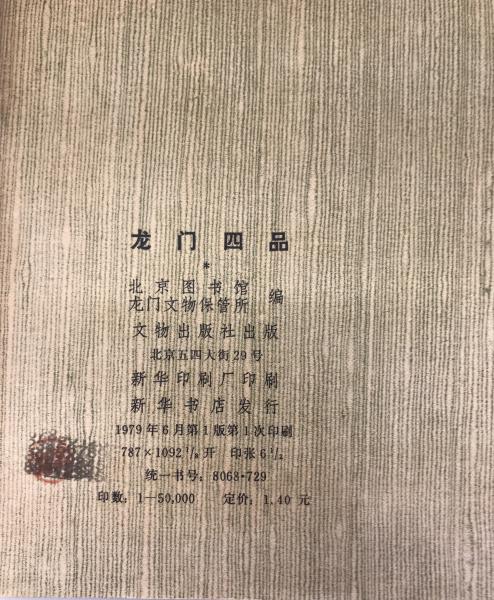 龙门四品
*
北京图书馆
龙门文物保管所 编
文物出版社出版
北京五四大街29号
新华印刷厂印刷
新华书店发行
1979年6月第1版第1次印刷
787×1092 1/8 开 印张 6 1/2
统一书号：8068·729
印数：1—50,000 定价：1.40 元